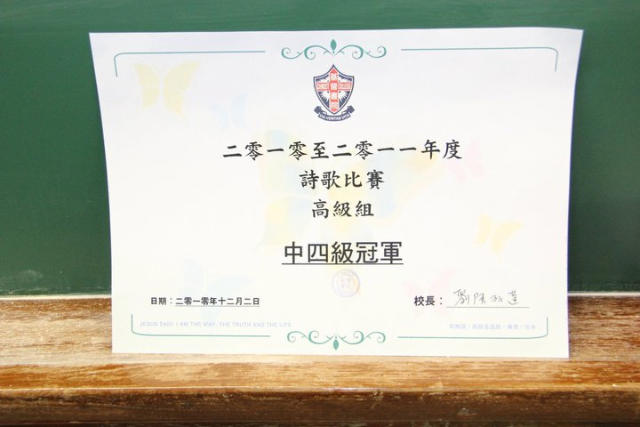 二零一零至二零一一年度
詩歌比賽
高級組
中四級冠軍
日期：二零一零年十二月二日
校長：
JESUS SAID: I AM THE WAY, THE TRUTH AND THE LIFE